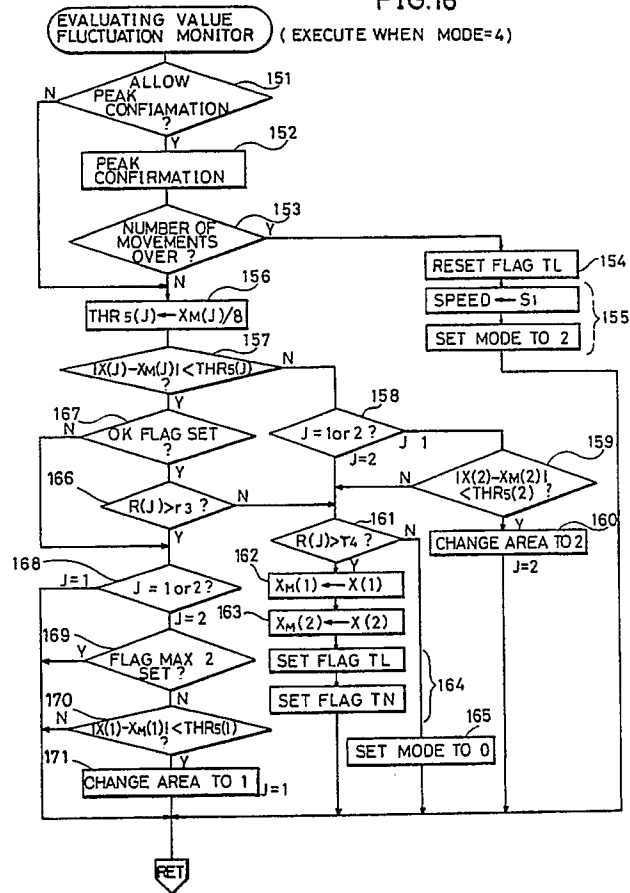 FIG.16
EVALUATING VALUE
FLUCTUATION MONITOR
( EXECUTE WHEN MODE=4)
151
ALLOW
PEAK
CONFIAMATION
?
N
Y
152
PEAK
CONFIRMATION
153
NUMBER OF
MOVEMENTS
OVER ?
Y
N
RESET FLAG TL
154
SPEED ← S1
155
SET MODE TO 2
156
THR5(J)←XM(J)/8
157
|X(J)-XM(J)|<THR5(J)
?
N
Y
167
OK FLAG SET
?
N
Y
158
J = 1 or 2 ?
J 1
J=2
159
|X(2)-XM(2)|
<THR5(2) ?
N
Y
160
CHANGE AREA TO 2
J=2
166
R(J)>r3 ?
N
Y
161
R(J)>r4 ?
N
Y
162
XM(1) ← X(1)
163
XM(2)←X(2)
SET FLAG TL
SET FLAG TN
164
165
SET MODE TO 0
168
J = 1 or 2?
J=1
J=2
169
FLAG MAX 2
SET ?
Y
N
170
|X(1)-XM(1)|<THR5(1)
?
N
Y
171
CHANGE AREA TO 1
J=1
RET